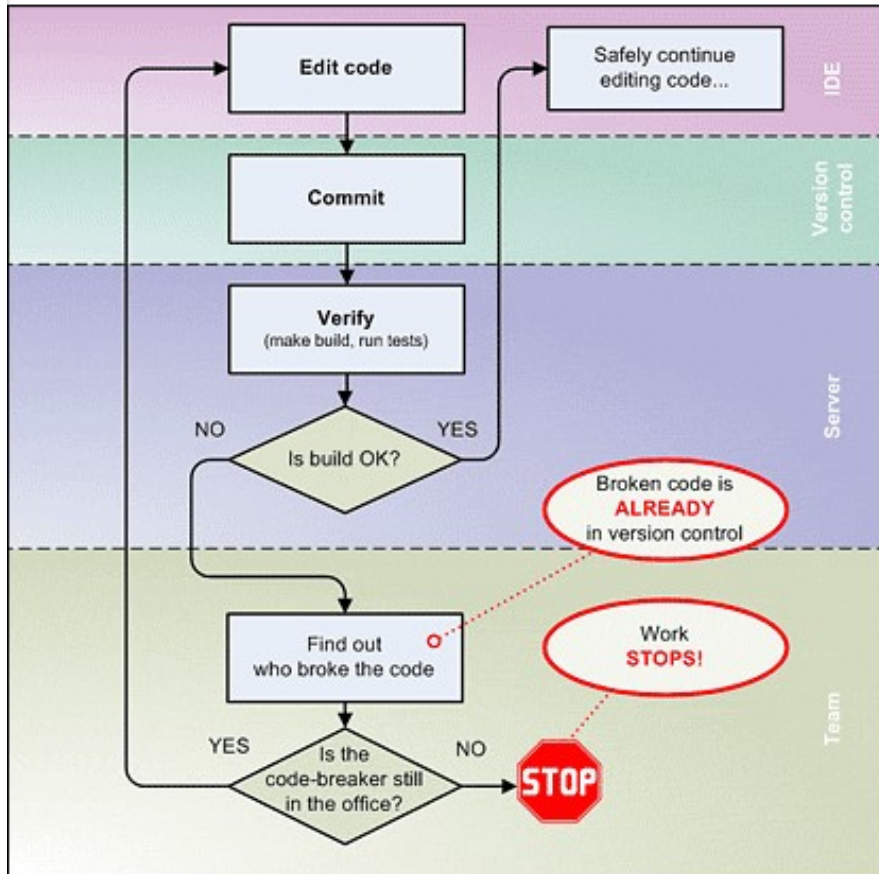 Edit code
Safely continue
editing code...
IDE
Commit
Version
control
Verify
(make build, run tests)
NO
YES
Is build OK?
Server
Broken code is
ALREADY
in version control
Find out
who broke the code
Work
STOPS!
YES
Is the
code-breaker still
in the office?
NO
STOP
Team